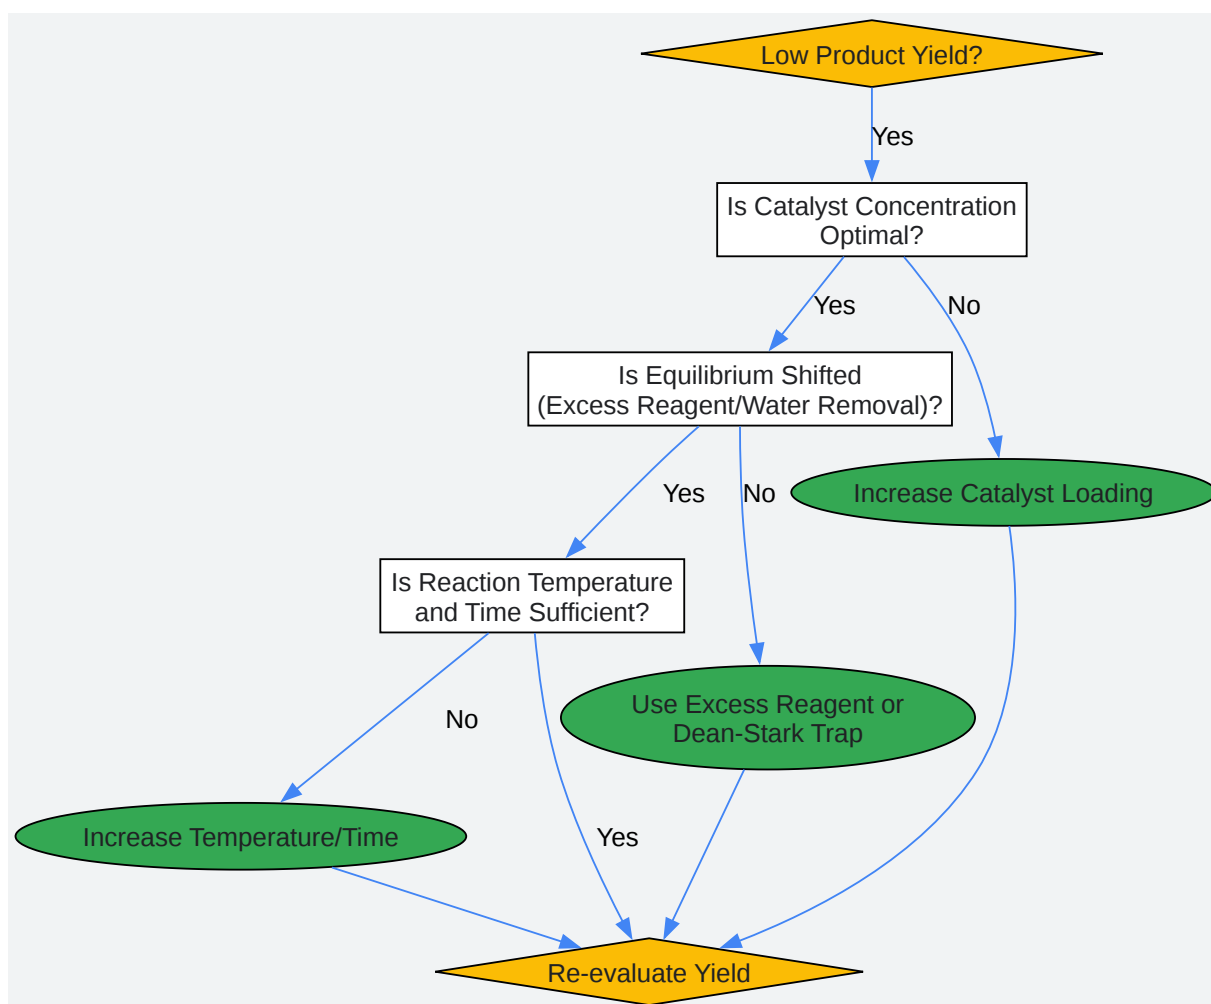 Low Product Yield?
Yes
Is Catalyst Concentration
Optimal?
Yes
No
Is Equilibrium Shifted
(Excess Reagent/Water Removal)?
Yes
No
Increase Catalyst Loading
Is Reaction Temperature
and Time Sufficient?
No
Use Excess Reagent or
Dean-Stark Trap
Increase Temperature/Time
Yes
Re-evaluate Yield